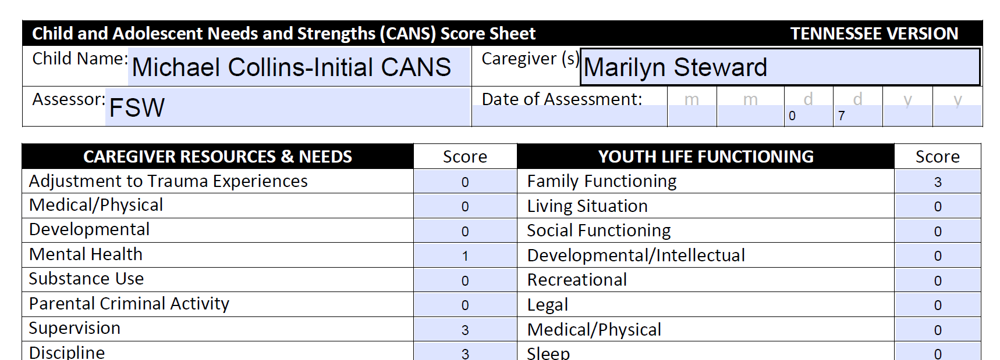 Child and Adolescent Needs and Strengths (CANS) Score Sheet TENNESSEE VERSION
Child Name: Michael Collins-Initial CANS Caregiver (s) Marilyn Steward
Assessor: FSW Date of Assessment: m m d d y y
0 7
CAREGIVER RESOURCES & NEEDS Score YOUTH LIFE FUNCTIONING Score
Adjustment to Trauma Experiences 0 Family Functioning 3
Medical/Physical 0 Living Situation 0
Developmental 0 Social Functioning 0
Mental Health 1 Developmental/Intellectual 0
Substance Use 0 Recreational 0
Parental Criminal Activity 0 Legal 0
Supervision 3 Medical/Physical 0
Discipline 3 Sleep 0